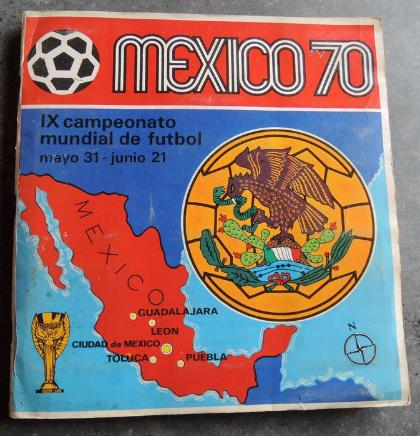 MEXICO 70
IX campeonato
mundial de futbol
mayo 31 - junio 21
MEXICO
GUADALAJARA
LEON
CIUDAD de MEXICO
TOLUCA
PUEBLA
N